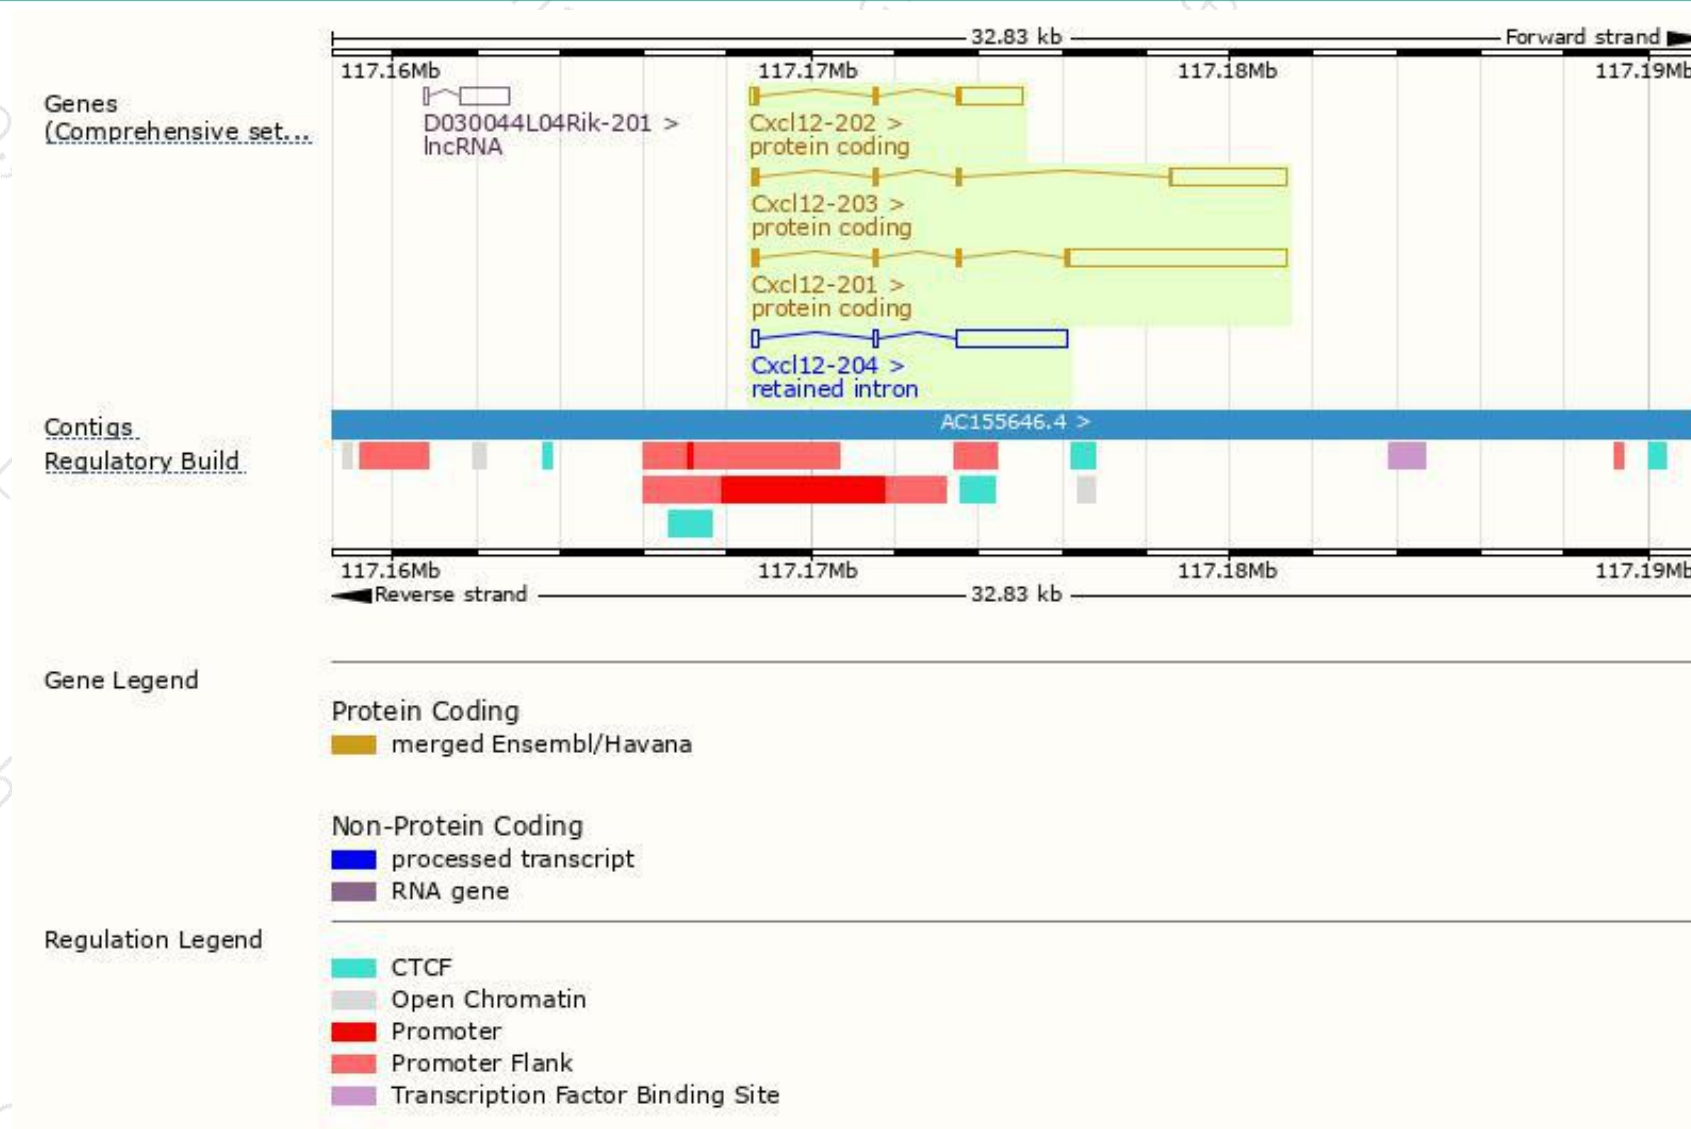 32.83 kb Forward strand
117.16Mb 117.17Mb 117.18Mb 117.19Mb
Genes
(Comprehensive set...
D030044L04Rik-201 >
lncRNA
Cxcl12-202 >
protein coding
Cxcl12-203 >
protein coding
Cxcl12-201 >
protein coding
Cxcl12-204 >
retained intron
Contigs
AC155646.4 >
Regulatory Build
117.16Mb 117.17Mb 117.18Mb 117.19Mb
Reverse strand 32.83 kb
Gene Legend
Protein Coding
merged Ensembl/Havana
Non-Protein Coding
processed transcript
RNA gene
Regulation Legend
CTCF
Open Chromatin
Promoter
Promoter Flank
Transcription Factor Binding Site